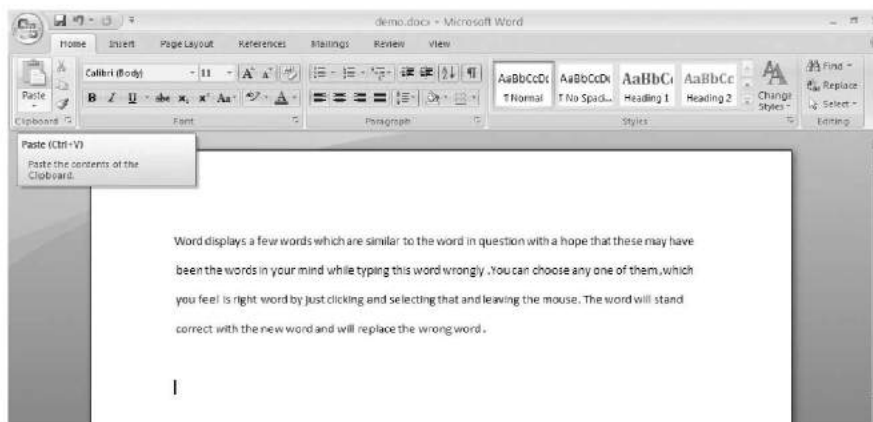 demo.docx - Microsoft Word
Home Insert Page Layout References Mailings Review View
Calibri (Body) 11 A A
Paste B I U abe x, x' Aa A
AaBbCcDc AaBbCcDc AaBbC AaBbCc
¶ Normal ¶ No Spaci... Heading 1 Heading 2
Change Styles
Find
Replace
Select
Clipboard Font Paragraph Styles Editing
Paste (Ctrl+V)
Paste the contents of the
Clipboard.
Word displays a few words which are similar to the word in question with a hope that these may have
been the words in your mind while typing this word wrongly .You can choose any one of them ,which
you feel is right word by just clicking and selecting that and leaving the mouse. The word will stand
correct with the new word and will replace the wrong word .